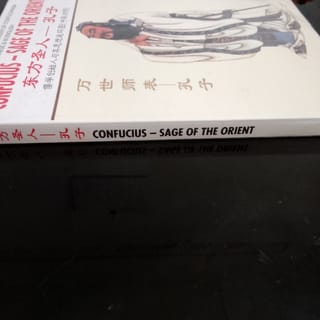 CONFUCIUS – SAGE OF THE ORIENT
东方圣人—孔子
万世师表—孔子
方圣人—孔子 CONFUCIUS – SAGE OF THE ORIENT